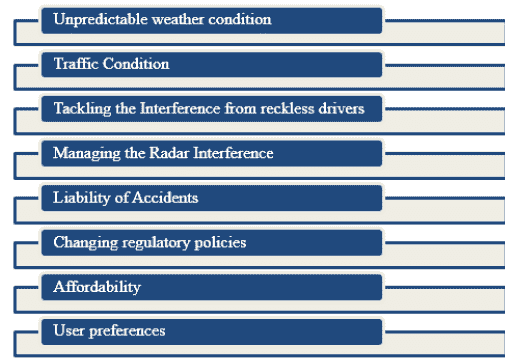 Unpredictable weather condition
Traffic Condition
Tackling the Interference from reckless drivers
Managing the Radar Interference
Liability of Accidents
Changing regulatory policies
Affordability
User preferences